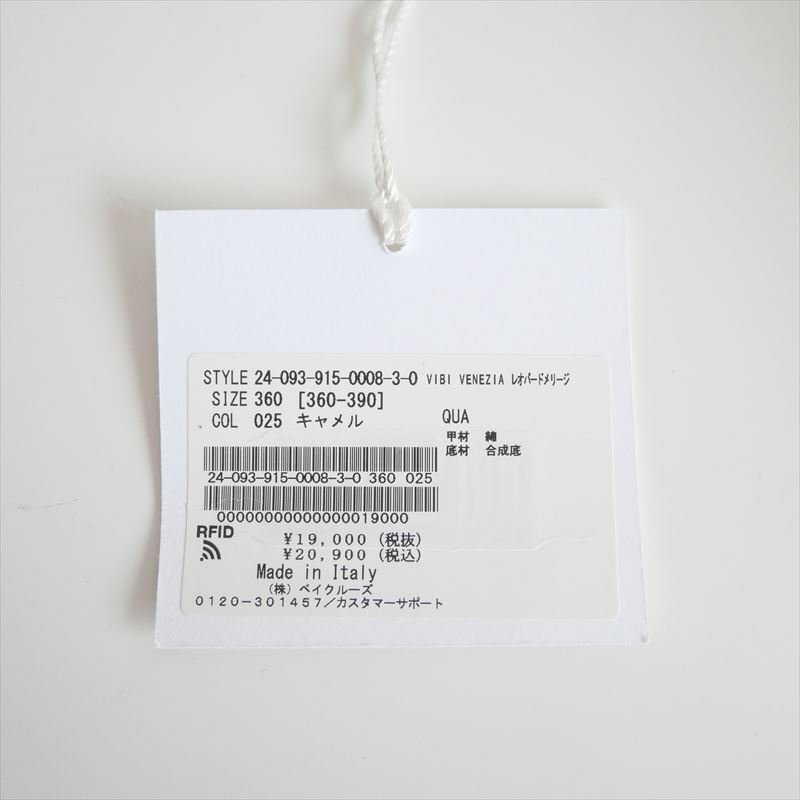 STYLE 24-093-915-0008-3-0 VIBI VENEZIA レオパードメリージ
SIZE 360 [360-390]
COL 025 キャメル
QUA
甲材 綿
底材 合成底
24-093-915-0008-3-0 360 025
00000000000000019000
RFID
¥19,000 (税抜)
¥20,900 (税込)
Made in Italy
(株) ベイクルーズ
0120-301457/カスタマーサポート